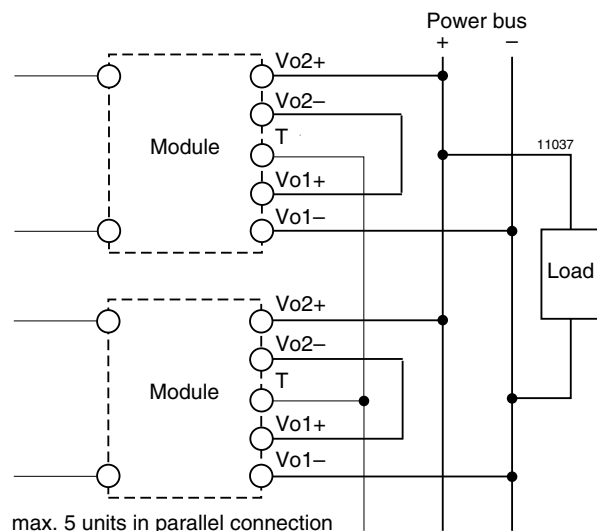 Power bus
+ –
Vo2+
Vo2–
T
Module
Vo1+
Vo1–
11037
Load
Vo2+
Vo2–
T
Module
Vo1+
Vo1–
max. 5 units in parallel connection